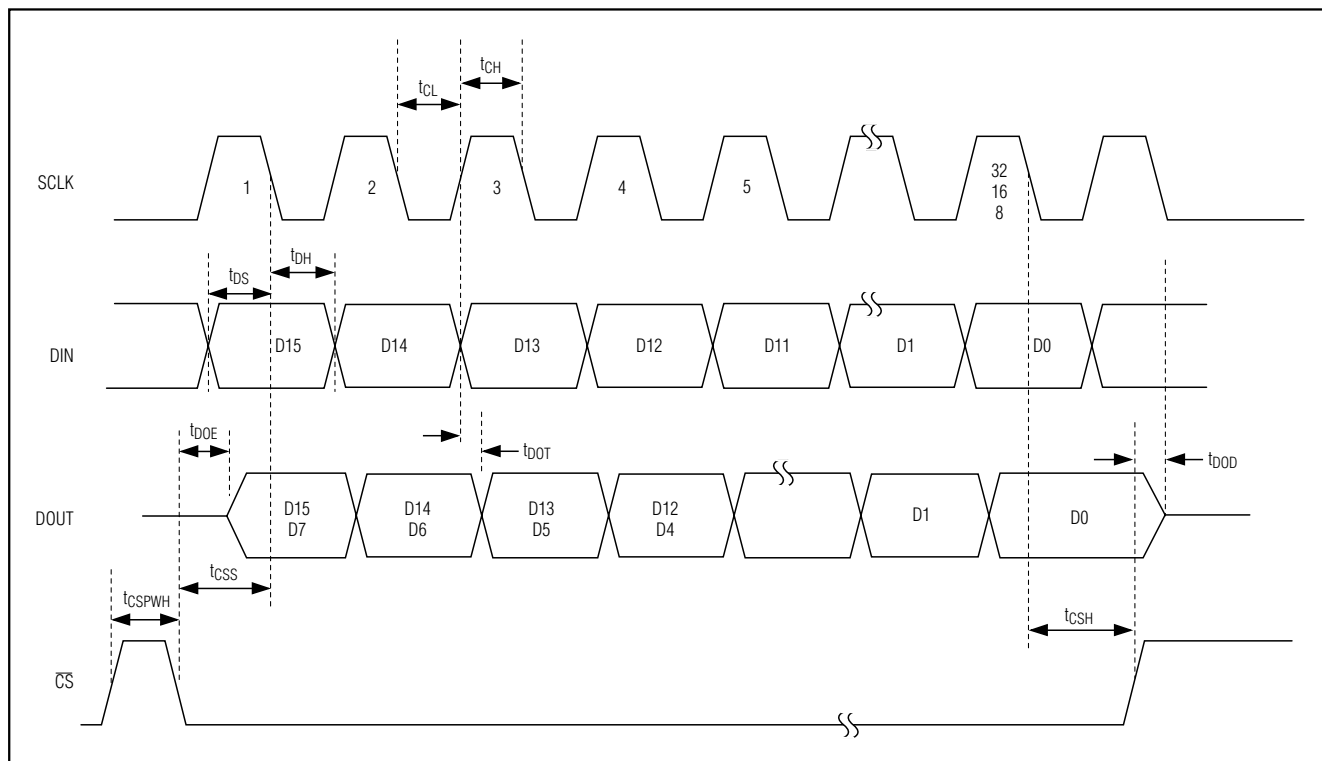 tCH
tCL
SCLK
1
2
3
4
5
32
16
8
tDS
tDH
DIN
D15
D14
D13
D12
D11
D1
D0
tDOE
tDOT
tDOD
DOUT
D15
D7
D14
D6
D13
D5
D12
D4
D1
D0
tCSPWH
tCSS
tCSH
CS